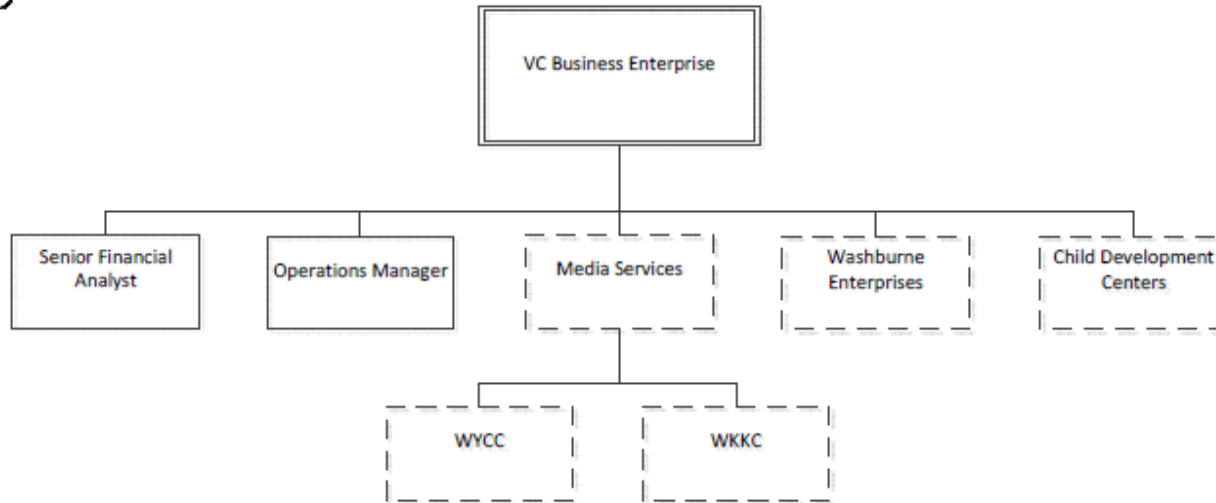 VC Business Enterprise
Senior Financial
Analyst
Operations Manager
Media Services
Washburne
Enterprises
Child Development
Centers
WYCC
WKKC